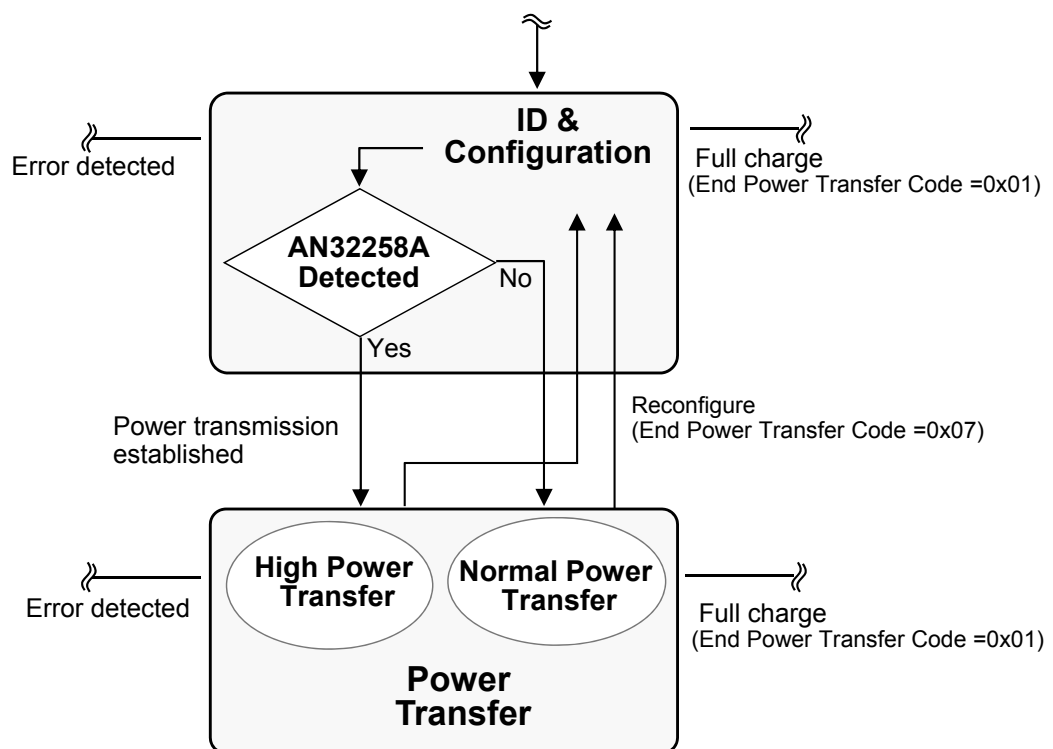 ID &
Configuration
Error detected
Full charge
(End Power Transfer Code =0x01)
AN32258A
Detected
No
Yes
Power transmission
established
Reconfigure
(End Power Transfer Code =0x07)
High Power
Transfer
Normal Power
Transfer
Error detected
Full charge
(End Power Transfer Code =0x01)
Power
Transfer